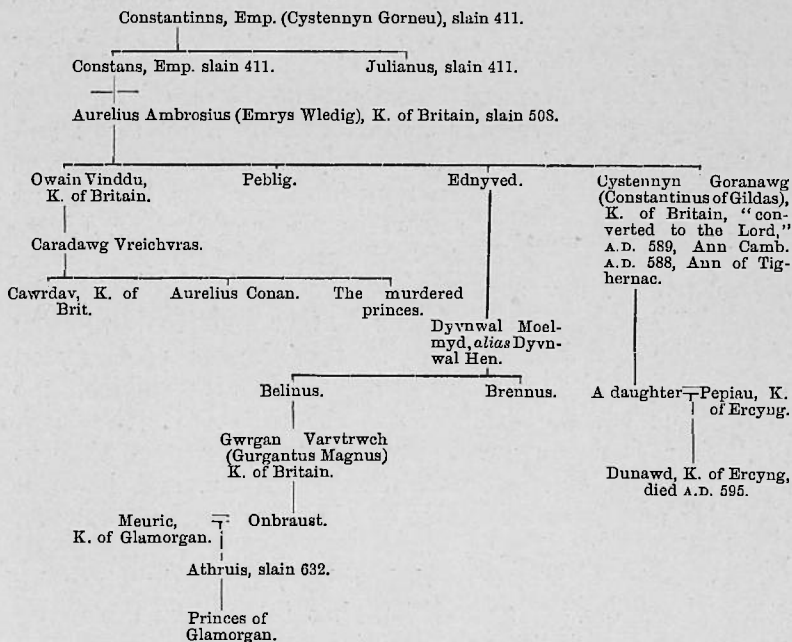 Constantinns, Emp. (Cystennyn Gorneu), slain 411.
Constans, Emp. slain 411. Julianus, slain 411.
Aurelius Ambrosius (Emrys Wledig), K. of Britain, slain 508.
Owain Vinddu,
K. of Britain.
Peblig.
Ednyved.
Cystennyn Goranawg
(Constantinus of Gildas),
K. of Britain, "con-
verted to the Lord,"
A.D. 589, Ann Camb.
A.D. 588, Aun of Tig-
hernac.
Caradawg Vreichvras.
Cawrdav, K. of
Brit.
Aurelius Conan.
The murdered
princes.
Dyvnwal Moel-
myd, alias Dyvn-
wal Hen.
Belinus. Brennus.
A daughter Pepiau, K.
of Ercyng.
Gwrgan Varvtrwch
(Gurgantus Magnus)
K. of Britain.
Dunawd, K. of Ercyng,
died A.D. 595.
Meuric,
K. of Glamorgan.
Onbraust.
Athruis, slain 632.
Princes of
Glamorgan.